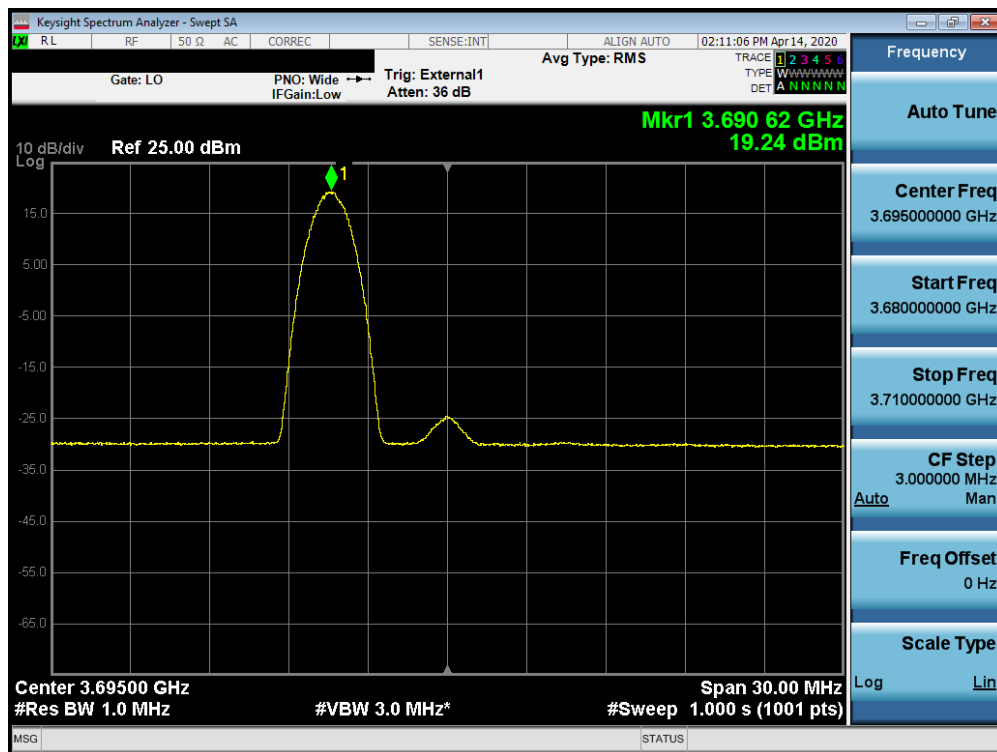 Keysight Spectrum Analyzer - Swept SA
LXI RL RF 50 Ω AC CORREC SENSE:INT ALIGN AUTO 02:11:06 PM Apr 14, 2020
Frequency
Gate: LO PNO: Wide Trig: External1 Avg Type: RMS TRACE 1 2 3 4 5 6
IFGain:Low Atten: 36 dB TYPE WWWWWW
DET A N N N N N
Auto Tune
Mkr1 3.690 62 GHz
19.24 dBm
10 dB/div Ref 25.00 dBm
Log
1
15.0
5.00
-5.00
-15.0
-25.0
-35.0
-45.0
-55.0
-65.0
Center Freq
3.695000000 GHz
Start Freq
3.680000000 GHz
Stop Freq
3.710000000 GHz
CF Step
3.000000 MHz
Auto Man
Freq Offset
0 Hz
Scale Type
Log Lin
Center 3.69500 GHz Span 30.00 MHz
#Res BW 1.0 MHz #VBW 3.0 MHz* #Sweep 1.000 s (1001 pts)
MSG STATUS